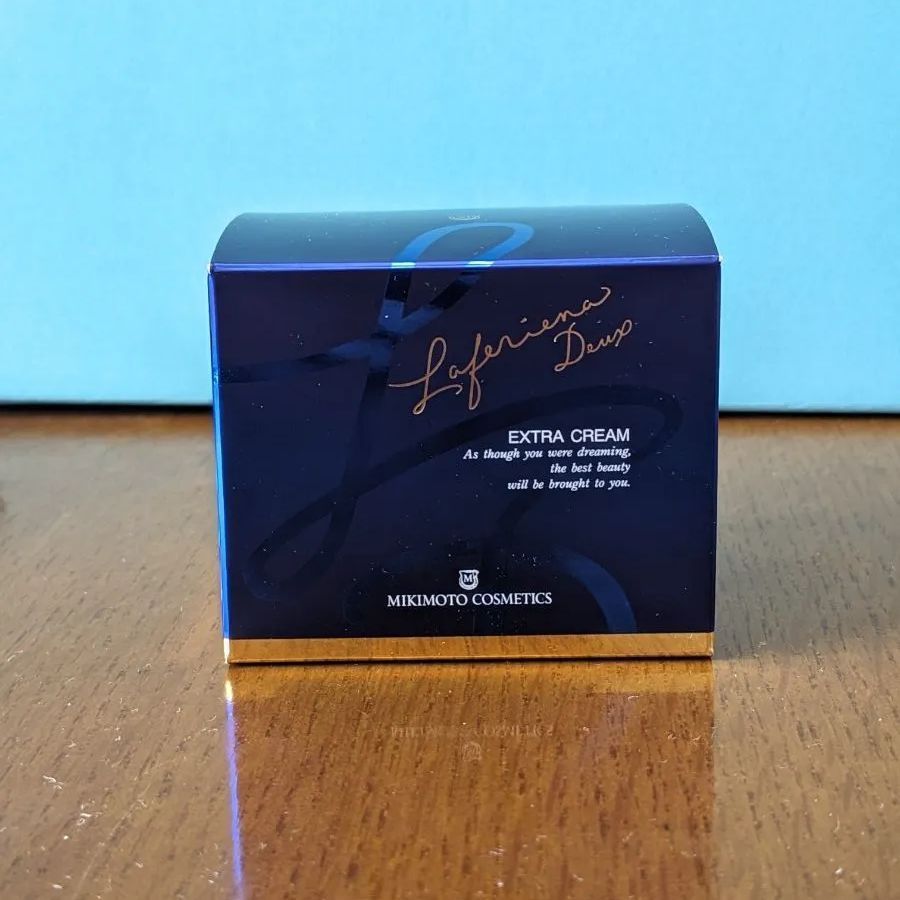 Laferiena
Deux
EXTRA CREAM
As though you were dreaming,
the best beauty
will be brought to you.
M
MIKIMOTO COSMETICS